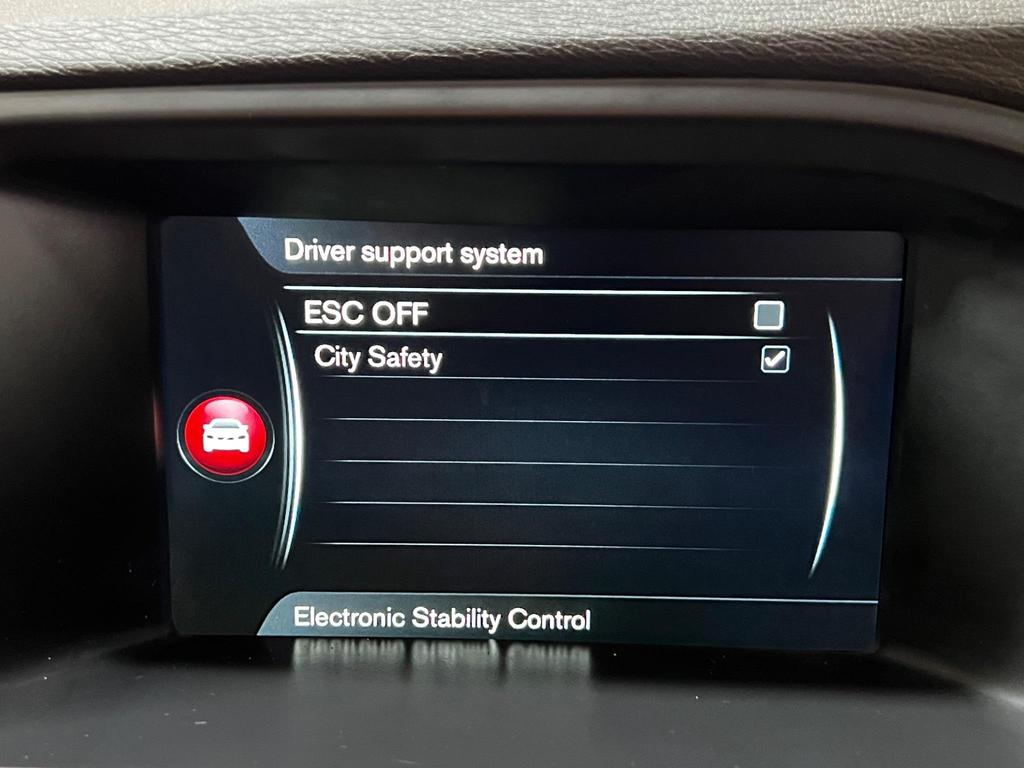 Driver support system
ESC OFF
City Safety
Electronic Stability Control